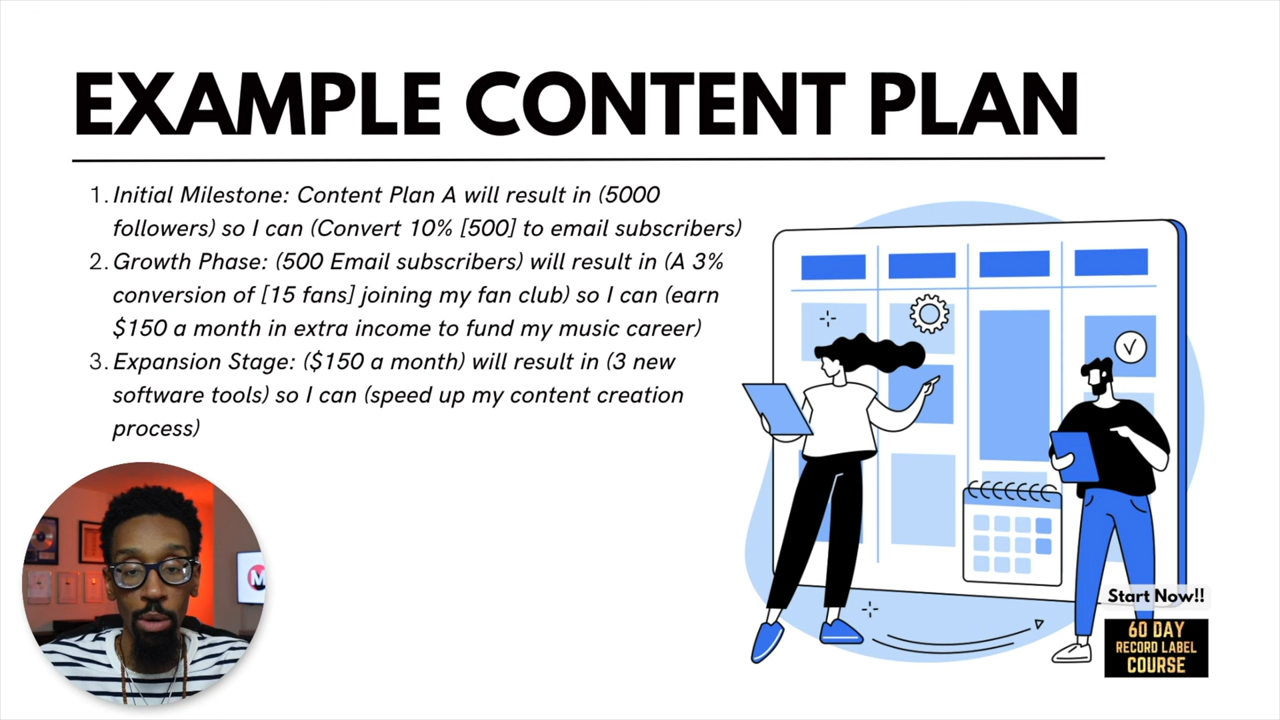 EXAMPLE CONTENT PLAN
1. Initial Milestone: Content Plan A will result in (5000
followers) so I can (Convert 10% [500] to email subscribers)
2. Growth Phase: (500 Email subscribers) will result in (A 3%
conversion of [15 fans] joining my fan club) so I can (earn
$150 a month in extra income to fund my music career)
3. Expansion Stage: ($150 a month) will result in (3 new
software tools) so I can (speed up my content creation
process)
M
Start Now!!
60 DAY
RECORD LABEL
COURSE